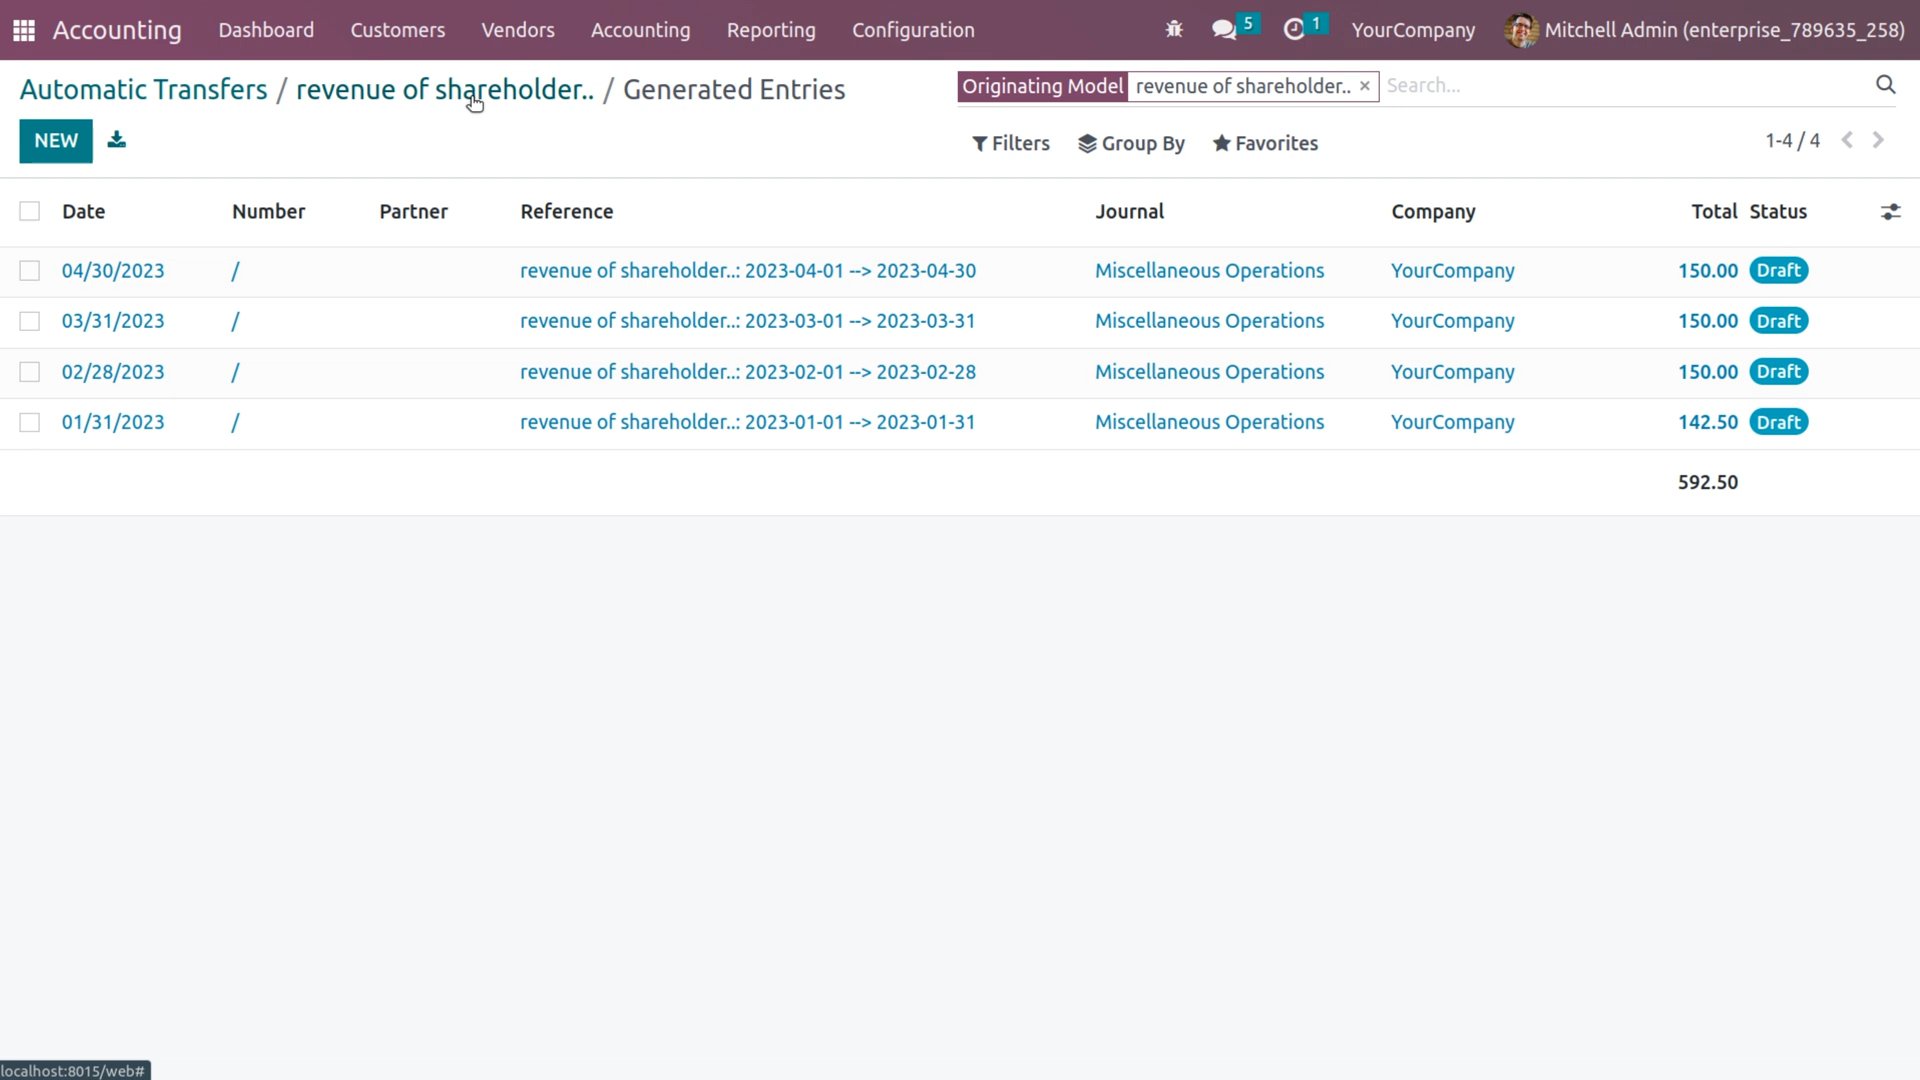 Accounting Dashboard Customers Vendors Accounting Reporting Configuration 5 1 YourCompany Mitchell Admin (enterprise_789635_258)
Automatic Transfers / revenue of shareholder.. / Generated Entries Originating Model revenue of shareholder.. × Search...
NEW Filters Group By Favorites 1-4 / 4
Date Number Partner Reference Journal Company Total Status
04/30/2023 / revenue of shareholder..: 2023-04-01 --> 2023-04-30 Miscellaneous Operations YourCompany 150.00 Draft
03/31/2023 / revenue of shareholder..: 2023-03-01 --> 2023-03-31 Miscellaneous Operations YourCompany 150.00 Draft
02/28/2023 / revenue of shareholder..: 2023-02-01 --> 2023-02-28 Miscellaneous Operations YourCompany 150.00 Draft
01/31/2023 / revenue of shareholder..: 2023-01-01 --> 2023-01-31 Miscellaneous Operations YourCompany 142.50 Draft
592.50
localhost:8015/web#